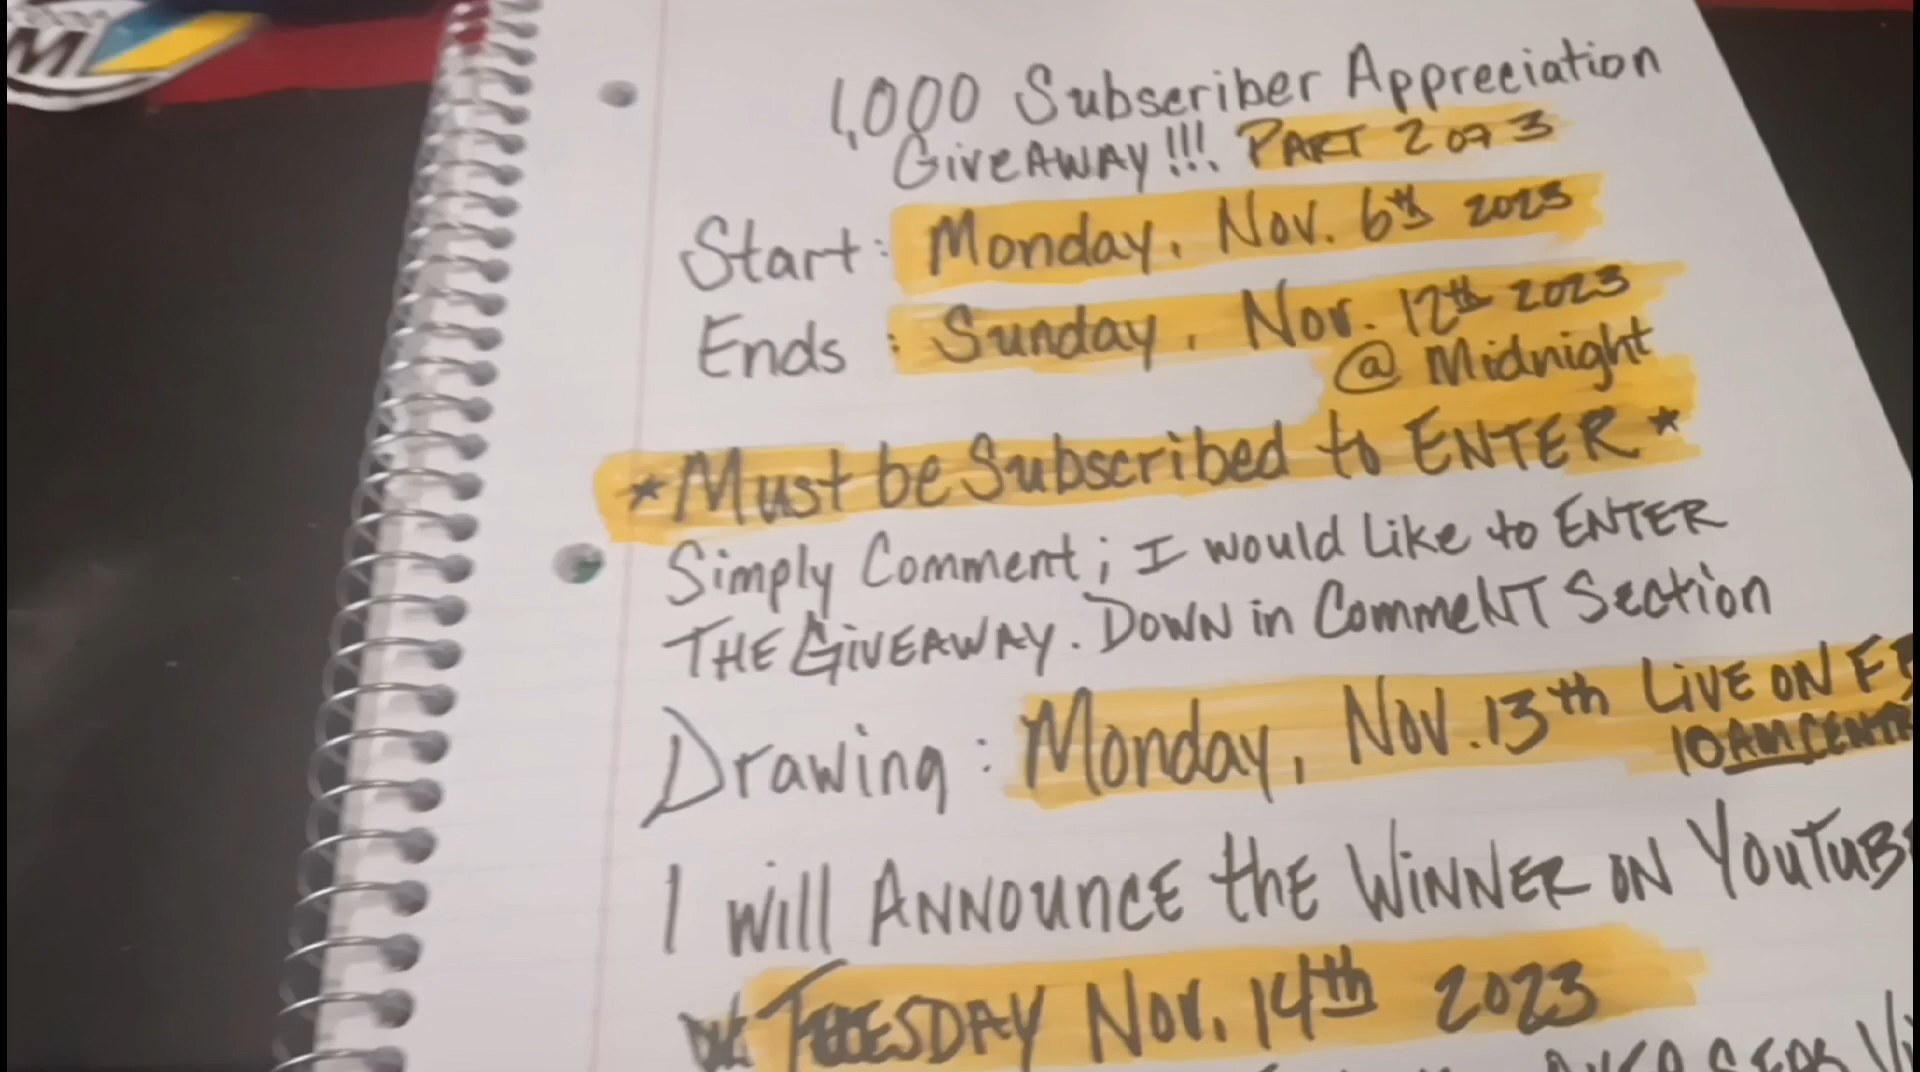 M
1,000 Subscriber Appreciation
GiveAWAY!!! PART 2 of 3
Start: Monday, Nov. 6th 2023
Ends: Sunday, Nov. 12th 2023
@ Midnight
*Must be Subscribed to ENTER*
Simply Comment; I would Like to ENTER
THE GiVEAWAY. DOWN in CommeNT Section
Drawing: Monday, Nov. 13th LiVE ON
10AM
I will ANNOUNCE the WiNNER ON
TUESDAY Nov. 14th 2023